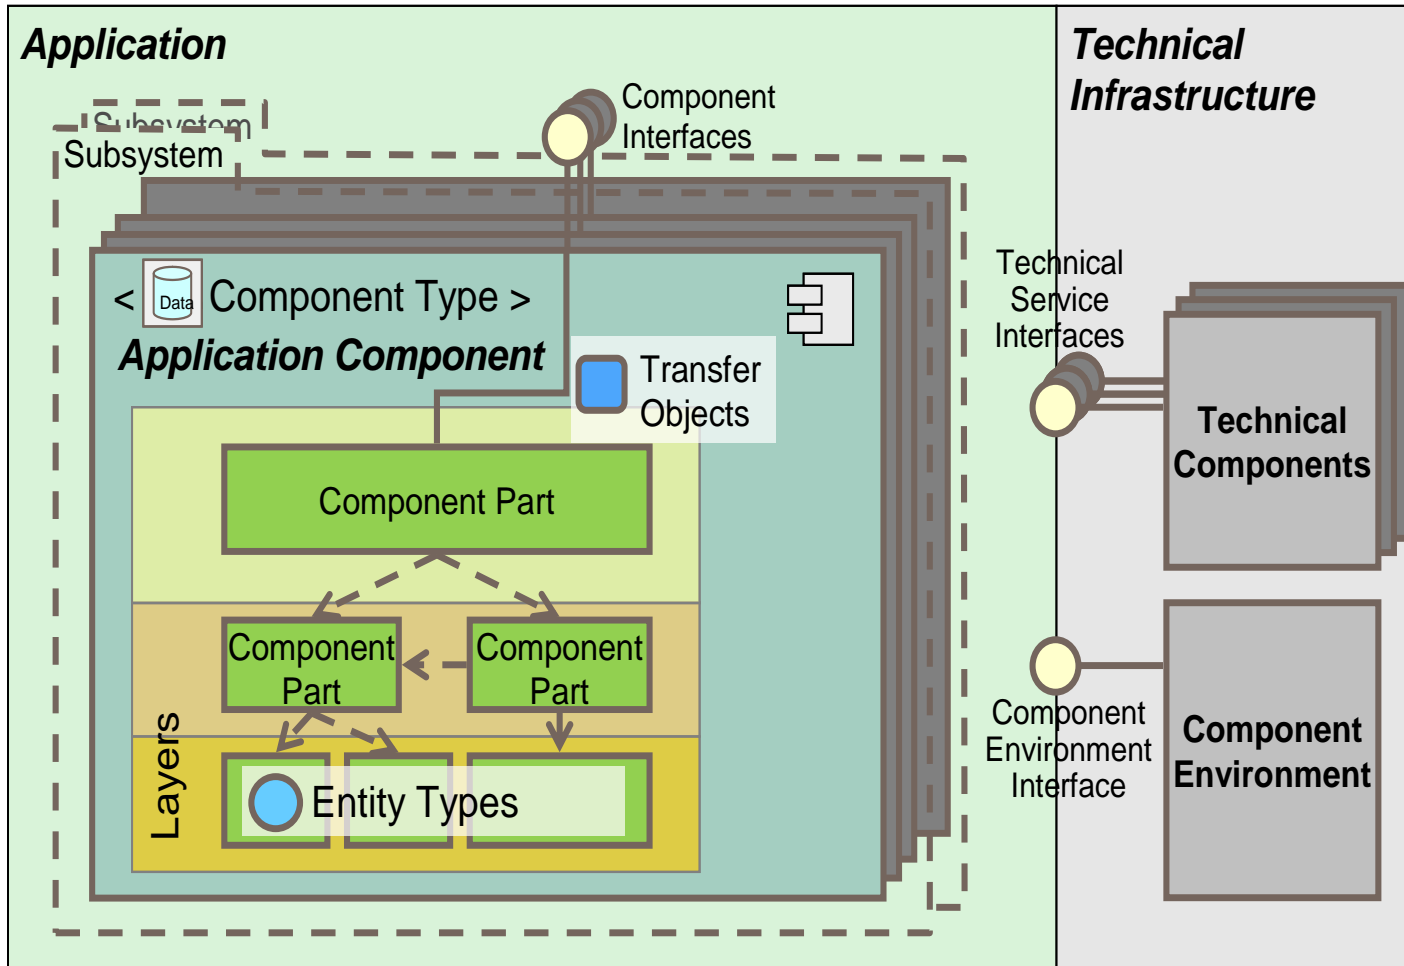 Application
Technical
Infrastructure
Component
Interfaces
Subsystem
Subsystem
< Data Component Type >
Application Component
Transfer
Objects
Technical
Service
Interfaces
Technical
Components
Component Part
Component
Part
Component
Part
Component
Environment
Interface
Component
Environment
Layers
Entity Types